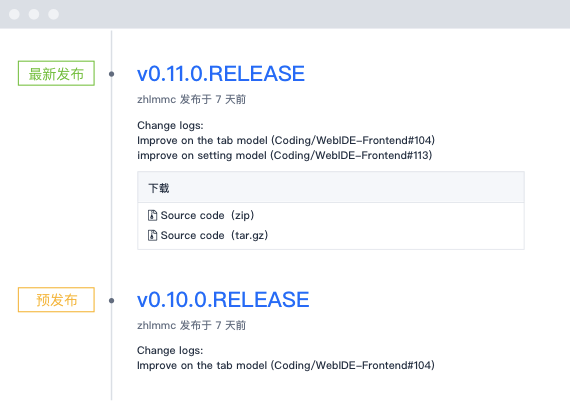 最新发布
v0.11.0.RELEASE
zhlmmc 发布于 7 天前
Change logs:
Improve on the tab model (Coding/WebIDE-Frontend#104)
improve on setting model (Coding/WebIDE-Frontend#113)
下载
Source code (zip)
Source code (tar.gz)
预发布
v0.10.0.RELEASE
zhlmmc 发布于 7 天前
Change logs:
Improve on the tab model (Coding/WebIDE-Frontend#104)